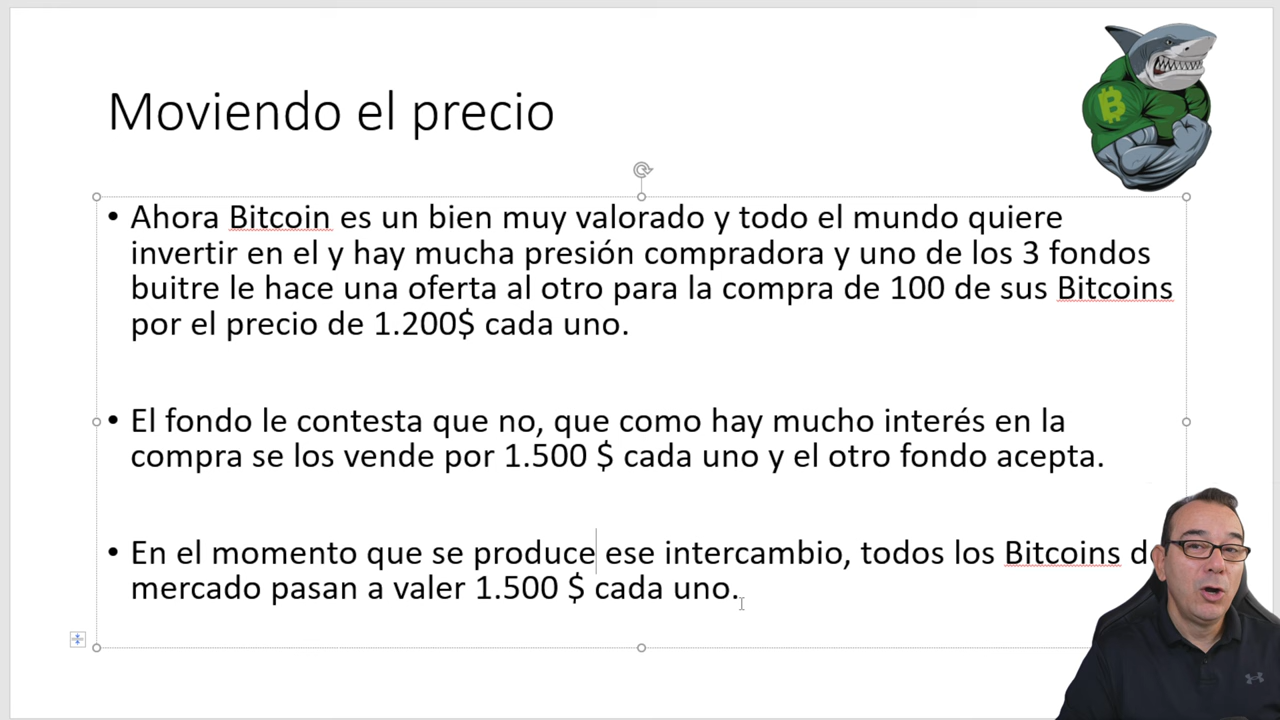 Moviendo el precio
• Ahora Bitcoin es un bien muy valorado y todo el mundo quiere
invertir en el y hay mucha presión compradora y uno de los 3 fondos
buitre le hace una oferta al otro para la compra de 100 de sus Bitcoins
por el precio de 1.200$ cada uno.
• El fondo le contesta que no, que como hay mucho interés en la
compra se los vende por 1.500 $ cada uno y el otro fondo acepta.
• En el momento que se produce ese intercambio, todos los Bitcoins
mercado pasan a valer 1.500 $ cada uno.